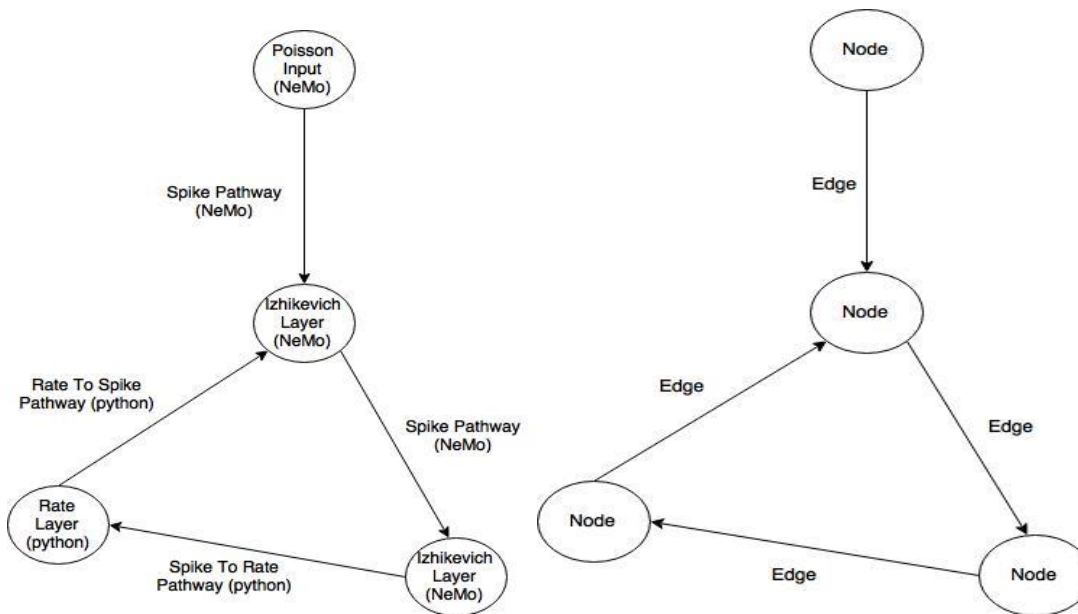 Poisson
Input
(NeMo)
Spike Pathway
(NeMo)
Izhikevich
Layer
(NeMo)
Rate To Spike
Pathway (python)
Spike Pathway
(NeMo)
Rate
Layer
(python)
Spike To Rate
Pathway (python)
Izhikevich
Layer
(NeMo)
Node
Edge
Node
Edge
Edge
Node
Edge
Node